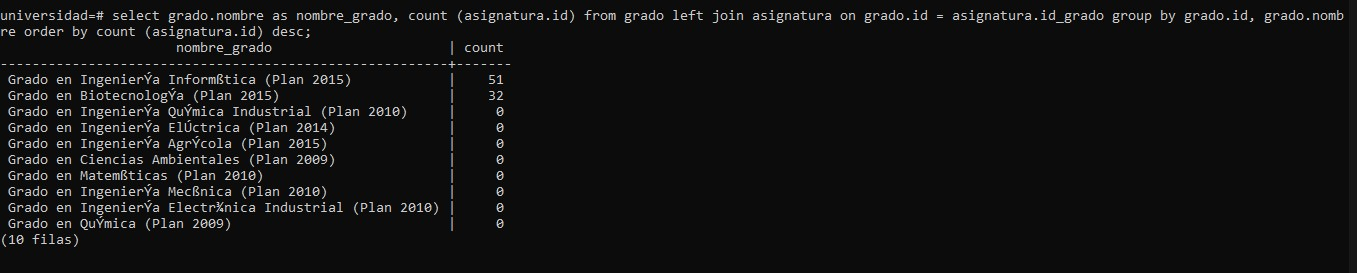 universidad=# select grado.nombre as nombre_grado, count (asignatura.id) from grado left join asignatura on grado.id = asignatura.id_grado group by grado.id, grado.nomb
re order by count (asignatura.id) desc;
                     nombre_grado                      | count
--------------------------------------------------------+-------
 Grado en IngenierÝa Informßtica (Plan 2015)            |    51
 Grado en BiotecnologÝa (Plan 2015)                     |    32
 Grado en IngenierÝa QuÝmica Industrial (Plan 2010)     |     0
 Grado en IngenierÝa ElÚctrica (Plan 2014)              |     0
 Grado en IngenierÝa AgrÝcola (Plan 2015)               |     0
 Grado en Ciencias Ambientales (Plan 2009)              |     0
 Grado en Matemßticas (Plan 2010)                       |     0
 Grado en IngenierÝa Mecßnica (Plan 2010)               |     0
 Grado en IngenierÝa Electr¾nica Industrial (Plan 2010) |     0
 Grado en QuÝmica (Plan 2009)                           |     0
(10 filas)